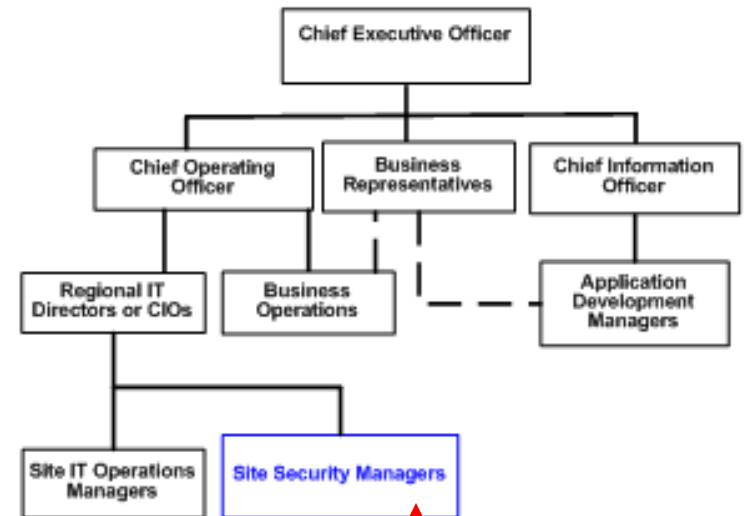 Chief Executive Officer
Chief Operating
Officer
Business
Representatives
Chief Information
Officer
Regional IT
Directors or CIOs
Business
Operations
Application
Development
Managers
Site IT Operations
Managers
Site Security Managers